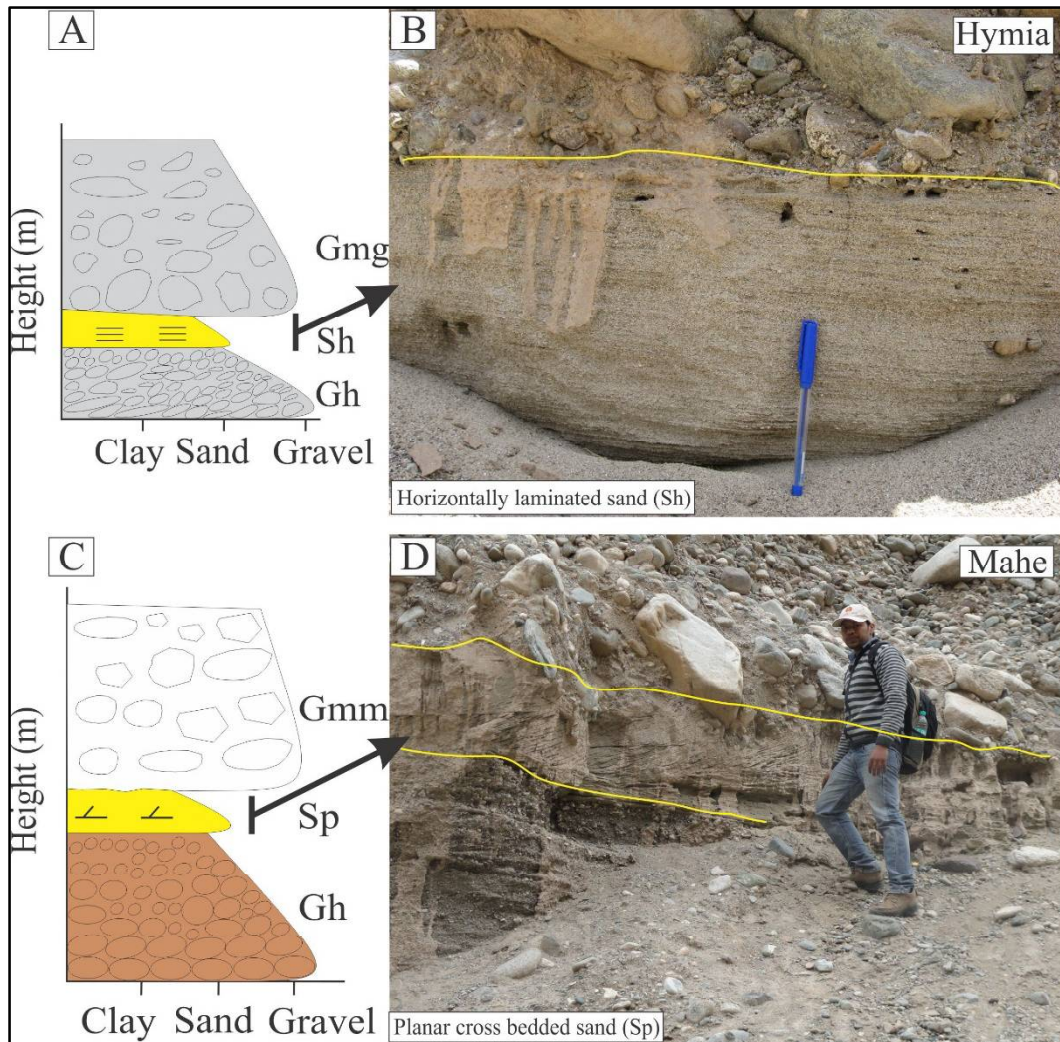 A
Height (m)
Gmg
Sh
Gh
Clay Sand Gravel
B
Hymia
Horizontally laminated sand (Sh)
C
Height (m)
Gmm
Sp
Gh
Clay Sand Gravel
D
Mahe
Planar cross bedded sand (Sp)